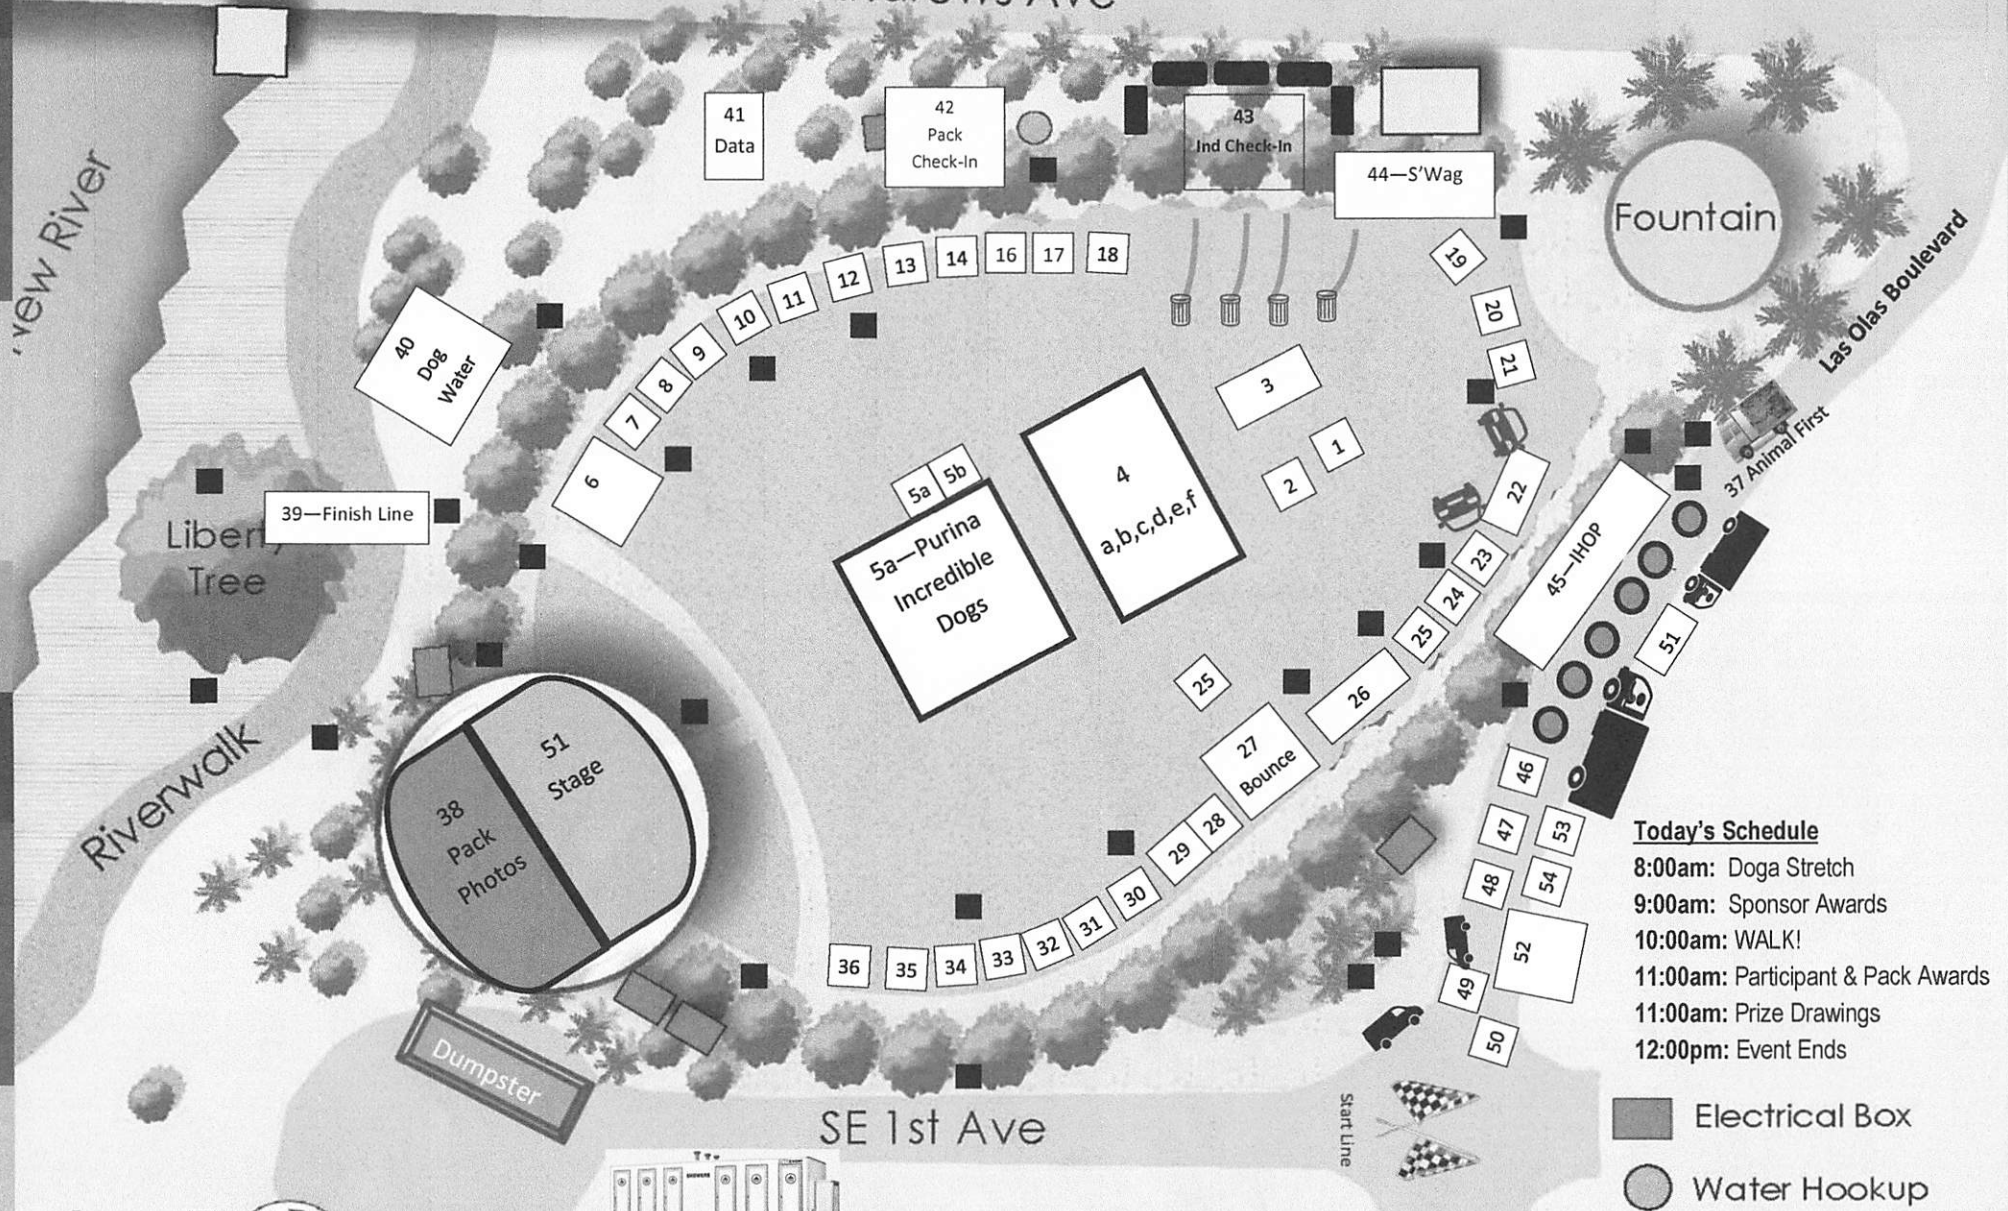 41
Data
42
Pack
Check-In
43
Ind Check-In
44—S'Wag
Fountain
Las Olas Boulevard
19
20
21
18
17
16
14
13
12
11
10
9
8
7
6
40
Dog
Water
39—Finish Line
Liberty
Tree
Riverwalk
3
1
2
4
a,b,c,d,e,f
5a
5b
5a—Purina
Incredible
Dogs
22
23
24
25
25
26
27
Bounce
28
29
30
31
32
33
34
35
36
37 Animal First
45—IHOP
51
46
47
53
48
54
52
49
50
51
Stage
38
Pack
Photos
Dumpster
SE 1st Ave
Start Line
Today's Schedule
8:00am: Doga Stretch
9:00am: Sponsor Awards
10:00am: WALK!
11:00am: Participant & Pack Awards
11:00am: Prize Drawings
12:00pm: Event Ends
Electrical Box
Water Hookup